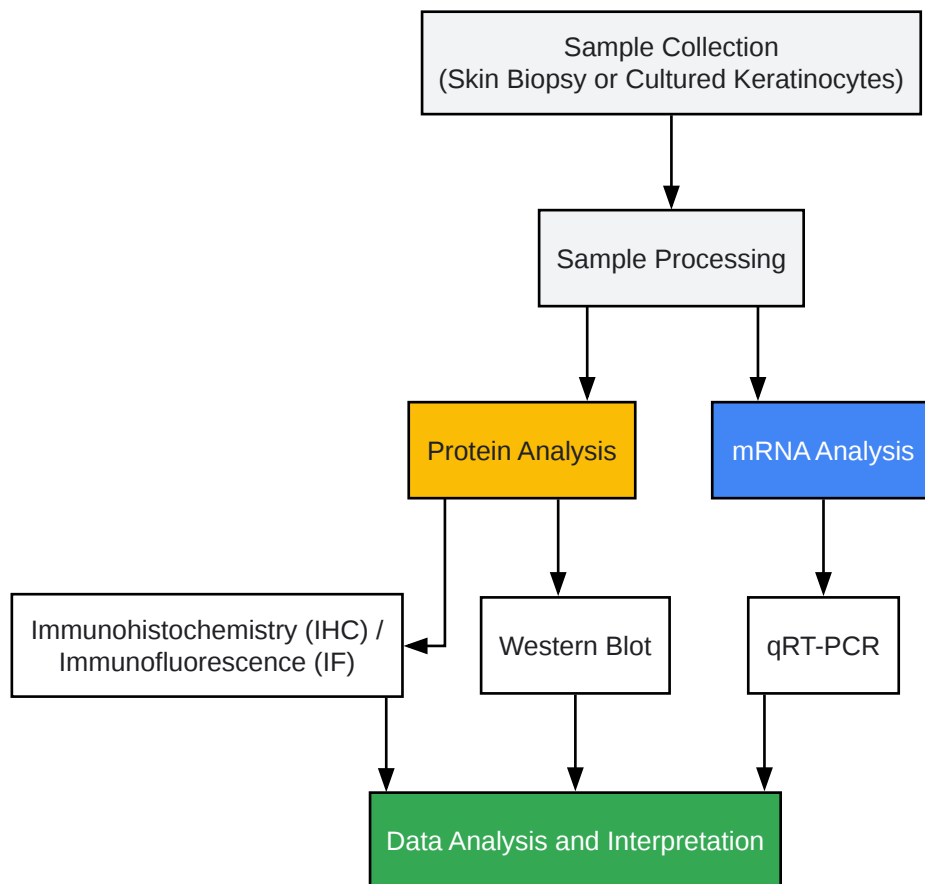 Sample Collection
(Skin Biopsy or Cultured Keratinocytes)
Sample Processing
Protein Analysis
mRNA Analysis
Immunohistochemistry (IHC) /
Immunofluorescence (IF)
Western Blot
qRT-PCR
Data Analysis and Interpretation